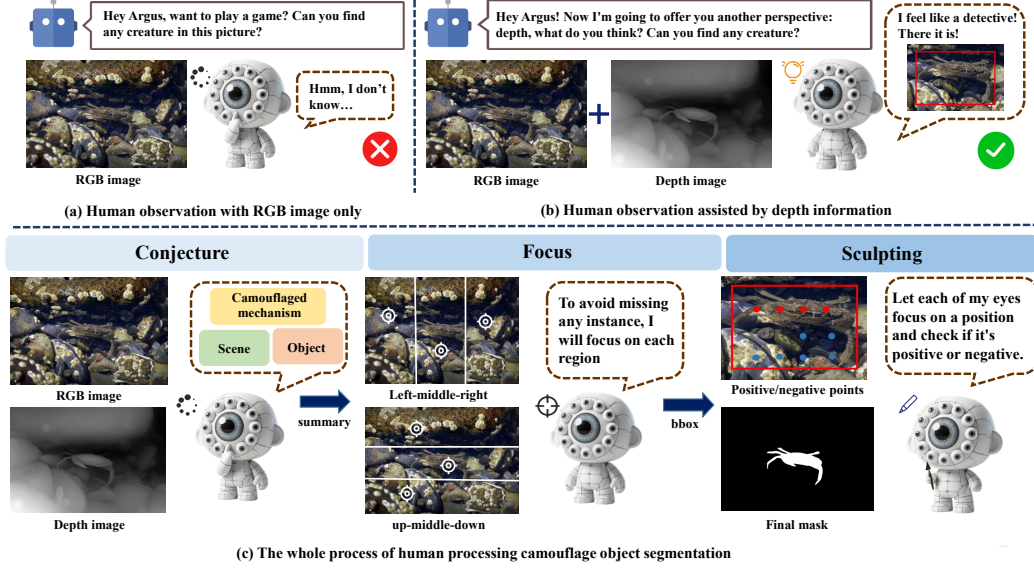 Hey Argus, want to play a game? Can you find
any creature in this picture?
Hmm, I don't
know…
RGB image
(a) Human observation with RGB image only
Hey Argus! Now I'm going to offer you another perspective:
depth, what do you think? Can you find any creature?
I feel like a detective!
There it is!
RGB image
Depth image
(b) Human observation assisted by depth information
Conjecture
Focus
Sculpting
Camouflaged
mechanism
Scene
Object
RGB image
Depth image
summary
Left-middle-right
up-middle-down
To avoid missing
any instance, I
will focus on each
region
bbox
Positive/negative points
Final mask
Let each of my eyes
focus on a position
and check if it's
positive or negative.
(c) The whole process of human processing camouflage object segmentation